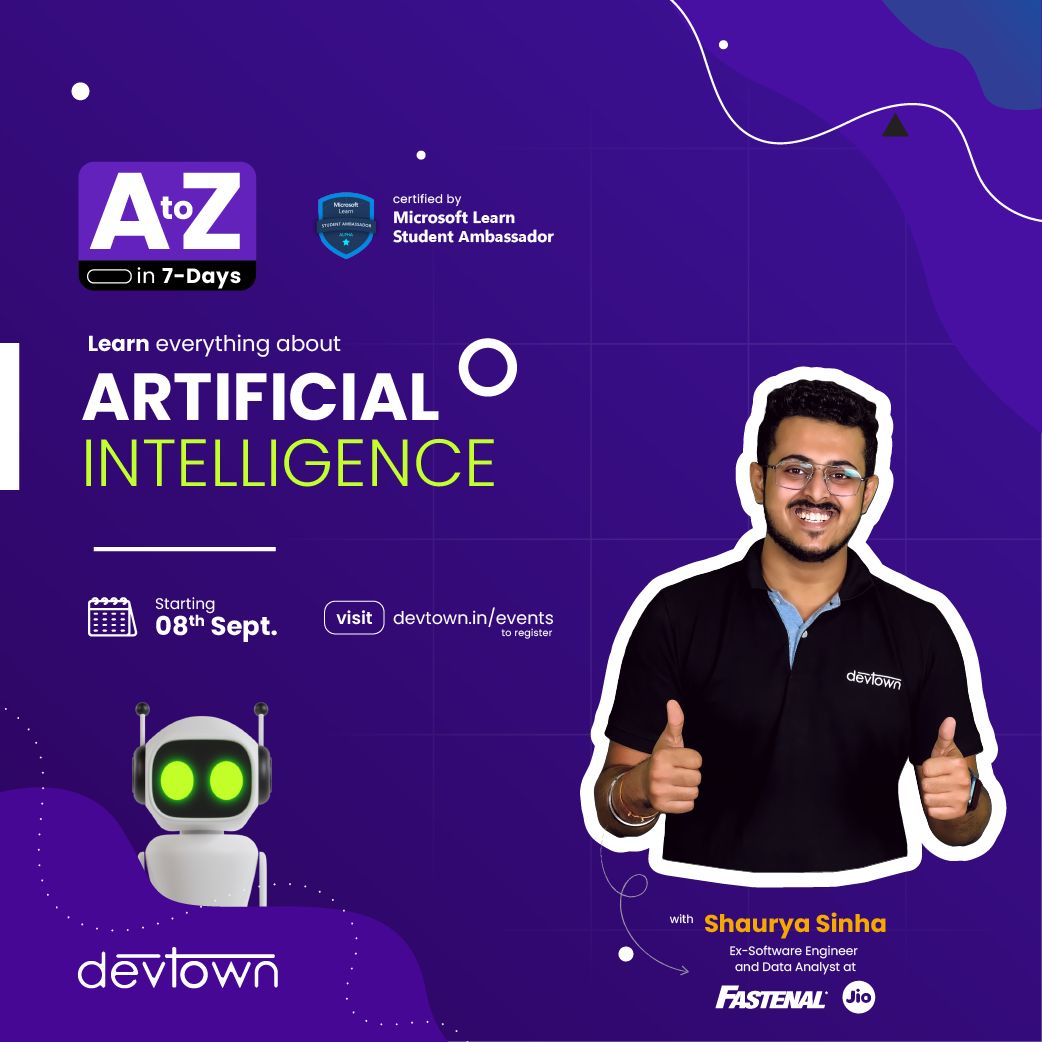 A to Z
in 7-Days
Microsoft
Learn
STUDENT AMBASSADOR
ALPHA
certified by
Microsoft Learn
Student Ambassador
Learn everything about
ARTIFICIAL
INTELLIGENCE
Starting
08th Sept.
visit devtown.in/events
to register
devtown
with Shaurya Sinha
Ex-Software Engineer
and Data Analyst at
FASTENAL Jio
devtown